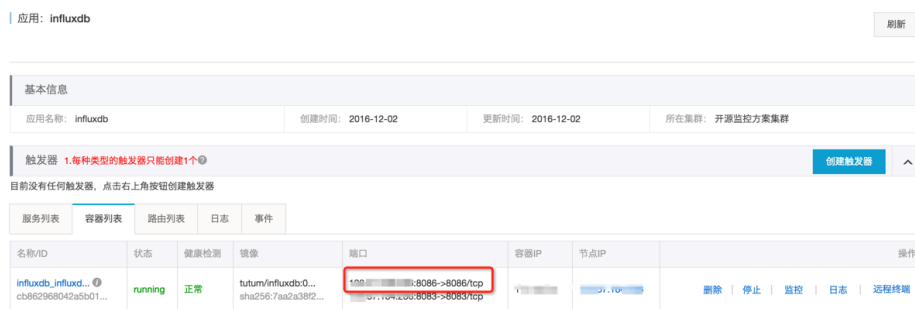 应用：influxdb
刷新
基本信息
应用名称： influxdb 创建时间： 2016-12-02 更新时间： 2016-12-02 所在集群： 开源监控方案集群
触发器 1.每种类型的触发器只能创建1个 创建触发器
目前没有任何触发器，点击右上角按钮创建触发器
服务列表 容器列表 路由列表 日志 事件
名称/ID 状态 健康检测 镜像 端口 容器IP 节点IP 操作
influxdb_influxd... running 正常 tutum/influxdb:0... :8086->8086/tcp 删除 | 停止 | 监控 | 日志 | 远程终端
cb862968042a5b01... sha256:7aa2a38f2... :8083->8083/tcp